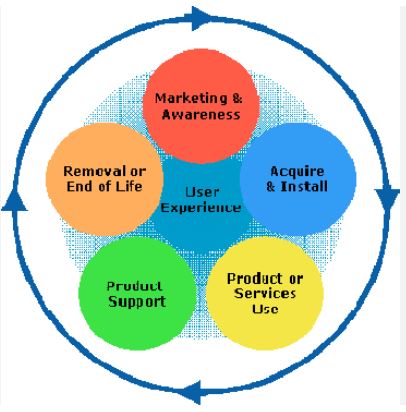 Marketing &
Awareness
Removal or
End of Life
Acquire
& Install
User
Experience
Product
Support
Product or
Services
Use